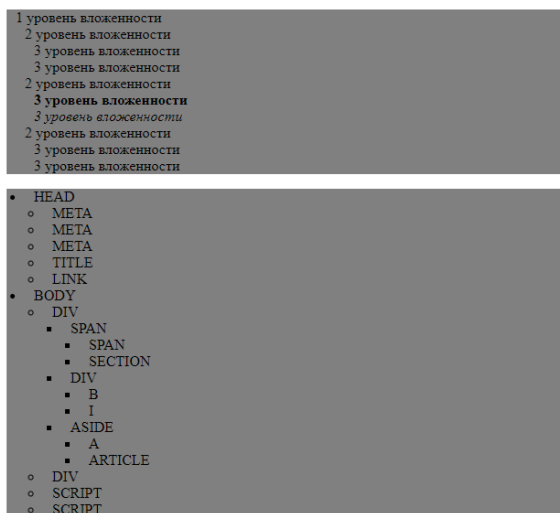 1 уровень вложенности
2 уровень вложенности
3 уровень вложенности
3 уровень вложенности
2 уровень вложенности
3 уровень вложенности
3 уровень вложенности
2 уровень вложенности
3 уровень вложенности
3 уровень вложенности
HEAD
META
META
META
TITLE
LINK
BODY
DIV
SPAN
SPAN
SECTION
DIV
B
I
ASIDE
A
ARTICLE
DIV
SCRIPT
SCRIPT